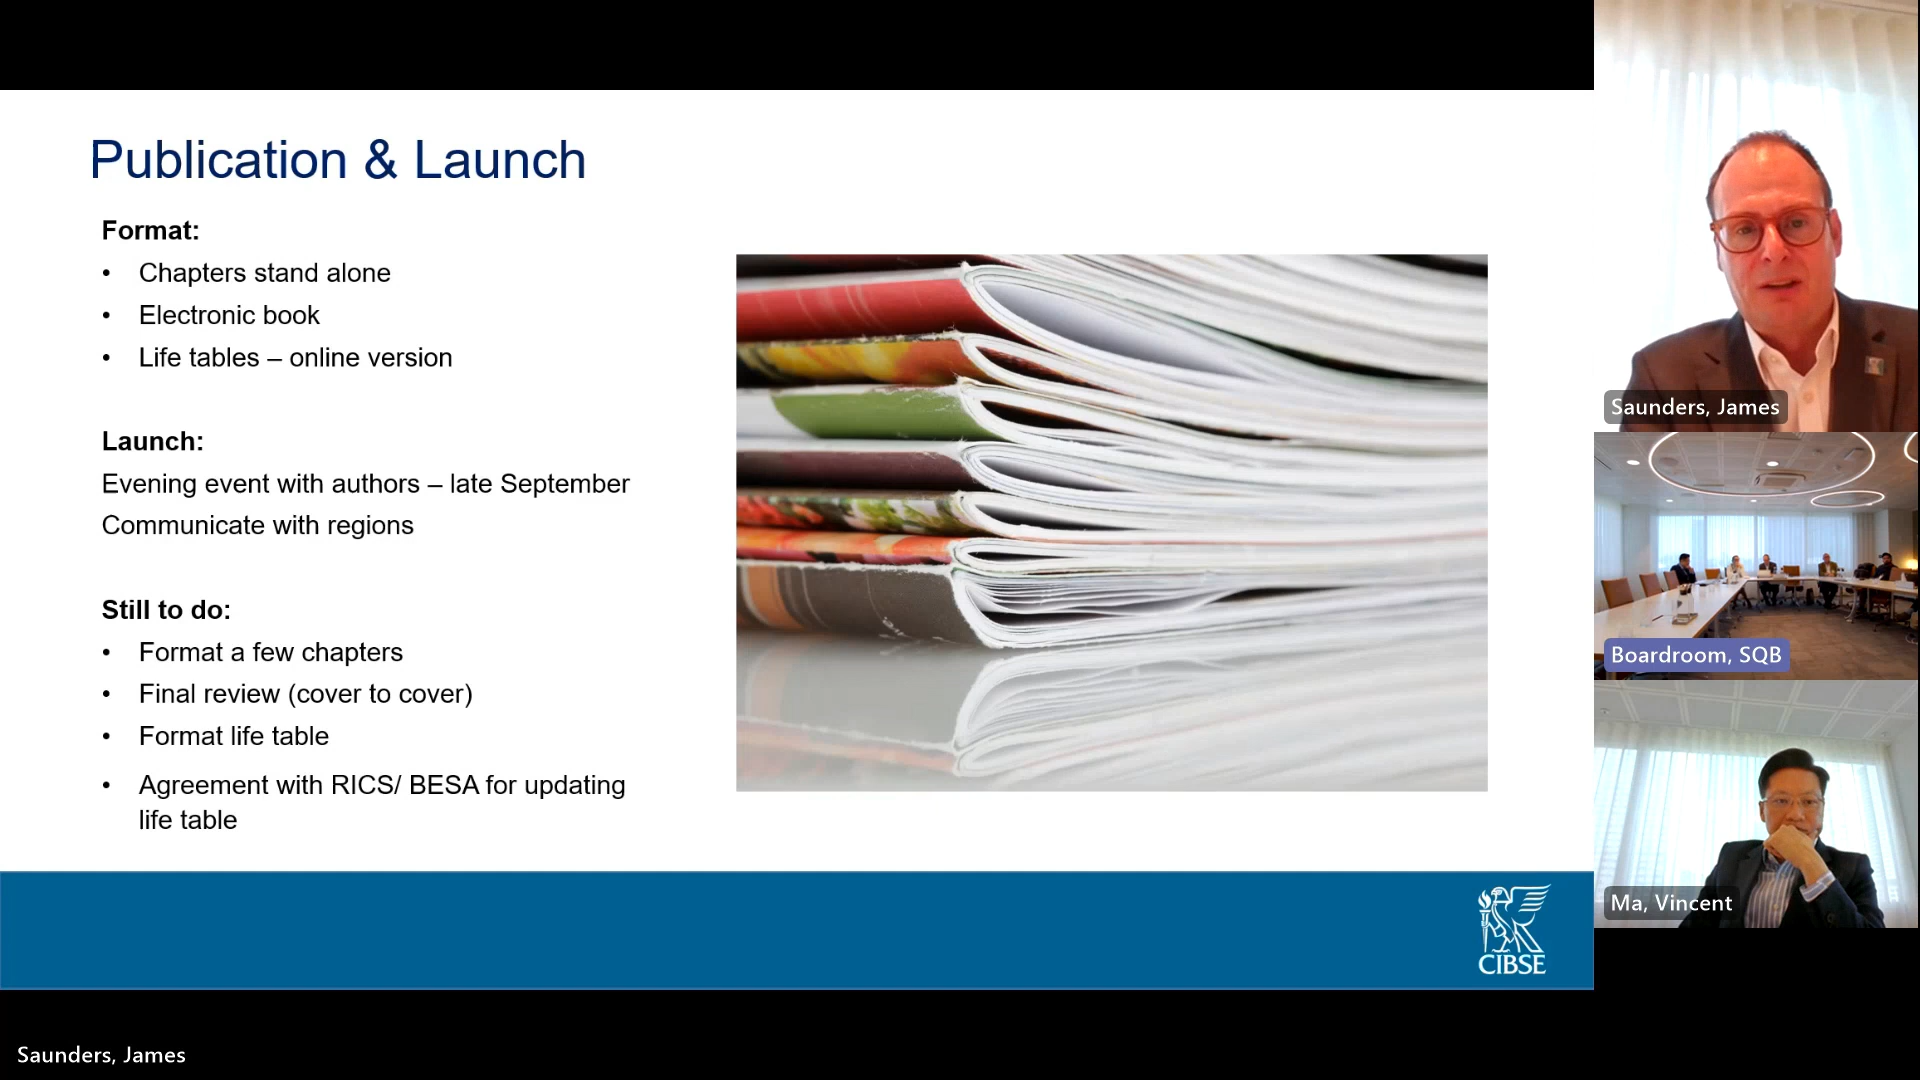 Publication & Launch
Format:
• Chapters stand alone
• Electronic book
• Life tables – online version
Launch:
Evening event with authors – late September
Communicate with regions
Still to do:
• Format a few chapters
• Final review (cover to cover)
• Format life table
• Agreement with RICS/ BESA for updating
life table
CIBSE
Saunders, James
Boardroom, SQB
Ma, Vincent
Saunders, James